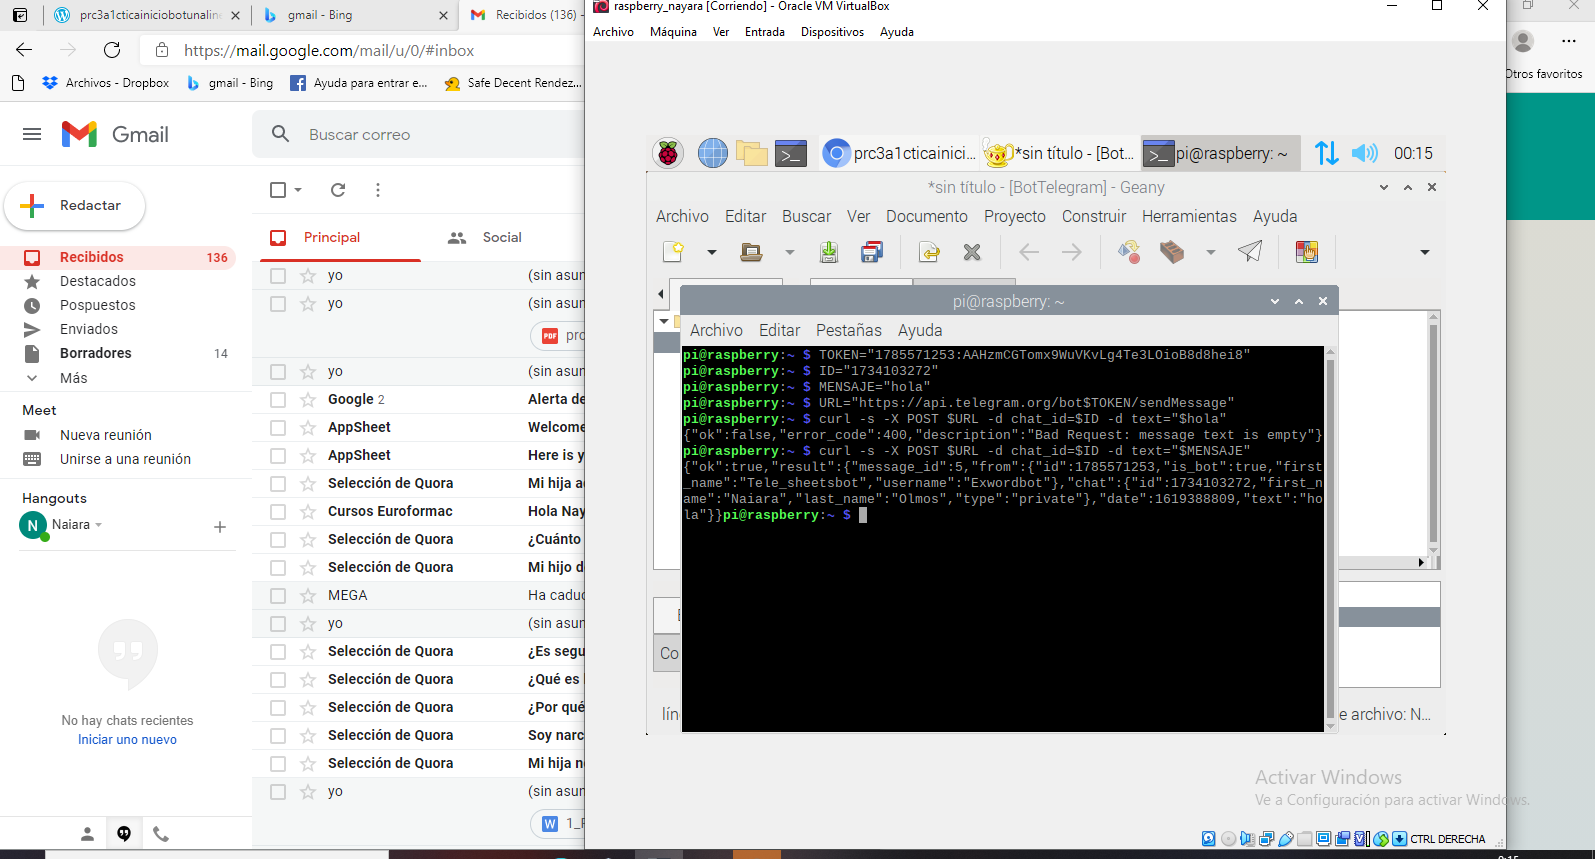 prc3a1cticainiciobotunaline
gmail - Bing
Recibidos (136) -
https://mail.google.com/mail/u/0/#inbox
Archivos - Dropbox
gmail - Bing
Ayuda para entrar e...
Safe Decent Rendez...
Otros favoritos
Gmail
Buscar correo
Redactar
Recibidos 136
Destacados
Pospuestos
Enviados
Borradores 14
Más
Meet
Nueva reunión
Unirse a una reunión
Hangouts
N Naiara
No hay chats recientes
Iniciar uno nuevo
Principal
Social
yo (sin asun
yo (sin asun
PDF pro
yo (sin asun
Google 2 Alerta de
AppSheet Welcome
AppSheet Here is y
Selección de Quora Mi hija a
Cursos Euroformac Hola Nay
Selección de Quora ¿Cuánto
Selección de Quora Mi hijo d
MEGA Ha caduc
yo (sin asun
Selección de Quora ¿Es segu
Selección de Quora ¿Qué es
Selección de Quora ¿Por qué
Selección de Quora Soy narc
Selección de Quora Mi hija n
yo (sin asun
W
raspberry_nayara [Corriendo] - Oracle VM VirtualBox
Archivo Máquina Ver Entrada Dispositivos Ayuda
prc3a1cticainici...
*sin título - [Bot...
pi@raspberry: ~
00:15
*sin título - [BotTelegram] - Geany
Archivo Editar Buscar Ver Documento Proyecto Construir Herramientas Ayuda
pi@raspberry: ~
Archivo Editar Pestañas Ayuda
pi@raspberry:~ $ TOKEN="1785571253:AAHzmCGTomx9WuVKvLg4Te3LOioB8d8hei8"
pi@raspberry:~ $ ID="1734103272"
pi@raspberry:~ $ MENSAJE="hola"
pi@raspberry:~ $ URL="https://api.telegram.org/bot$TOKEN/sendMessage"
pi@raspberry:~ $ curl -s -X POST $URL -d chat_id=$ID -d text="$hola"
{"ok":false,"error_code":400,"description":"Bad Request: message text is empty"}
pi@raspberry:~ $ curl -s -X POST $URL -d chat_id=$ID -d text="$MENSAJE"
{"ok":true,"result":{"message_id":5,"from":{"id":1785571253,"is_bot":true,"first
_name":"Tele_sheetsbot","username":"Exwordbot"},"chat":{"id":1734103272,"first_n
ame":"Naiara","last_name":"Olmos","type":"private"},"date":1619388809,"text":"ho
la"}}pi@raspberry:~ $
Co
lín
e archivo: N...
Activar Windows
Ve a Configuración para activar Windows.
CTRL DERECHA